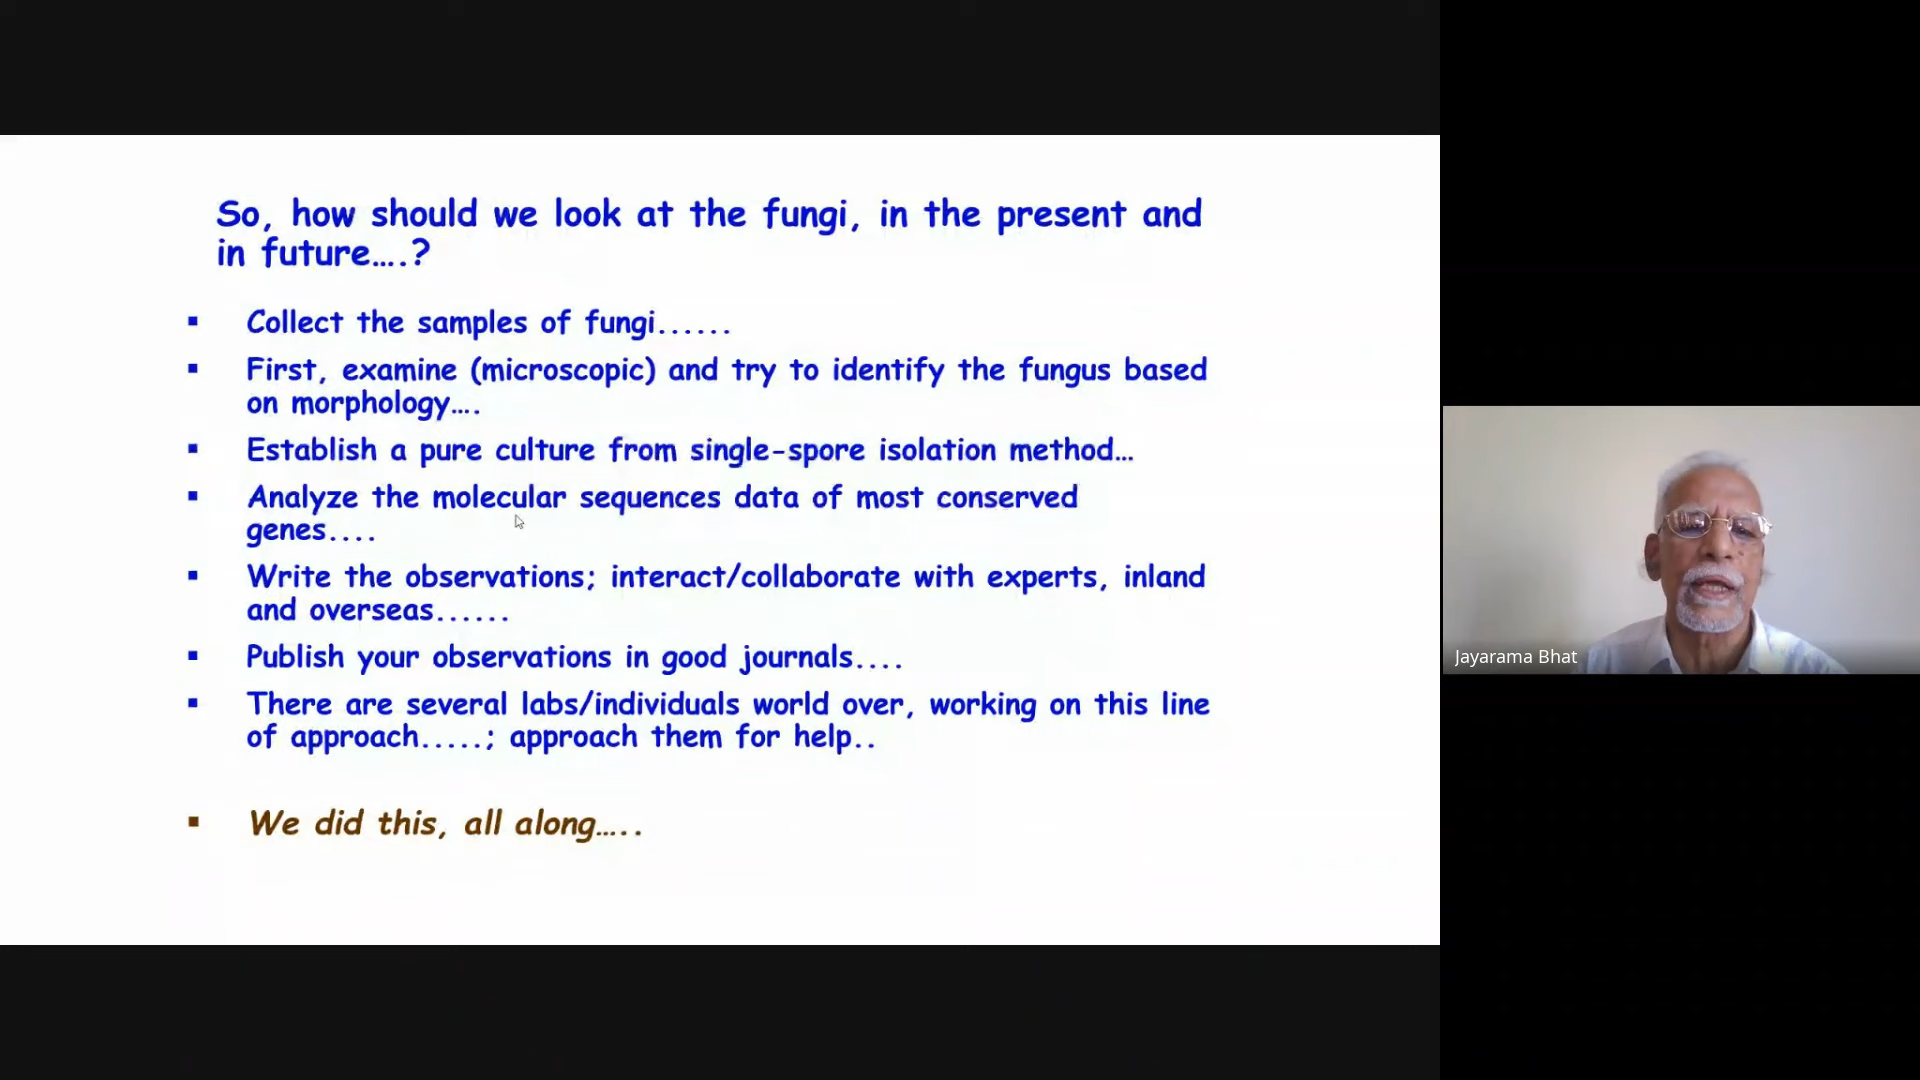 So, how should we look at the fungi, in the present and
in future….?
▪ Collect the samples of fungi......
▪ First, examine (microscopic) and try to identify the fungus based
on morphology….
▪ Establish a pure culture from single-spore isolation method…
▪ Analyze the molecular sequences data of most conserved
genes....
▪ Write the observations; interact/collaborate with experts, inland
and overseas......
▪ Publish your observations in good journals....
▪ There are several labs/individuals world over, working on this line
of approach.....; approach them for help..
▪ We did this, all along…..
Jayarama Bhat